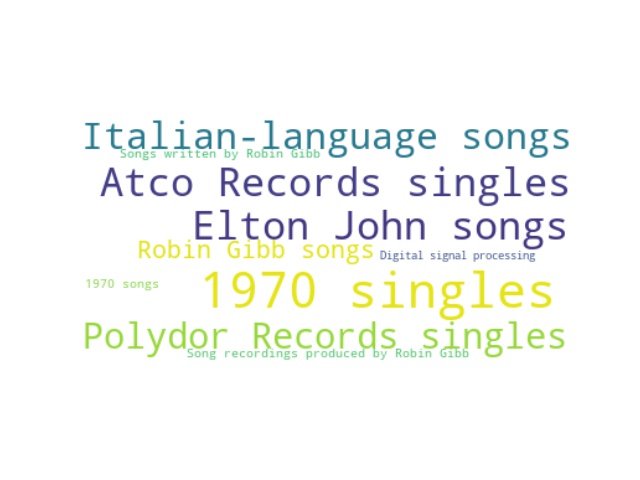 Italian-language songs
Songs written by Robin Gibb
Atco Records singles
Elton John songs
Robin Gibb songs
Digital signal processing
1970 songs
1970 singles
Polydor Records singles
Song recordings produced by Robin Gibb